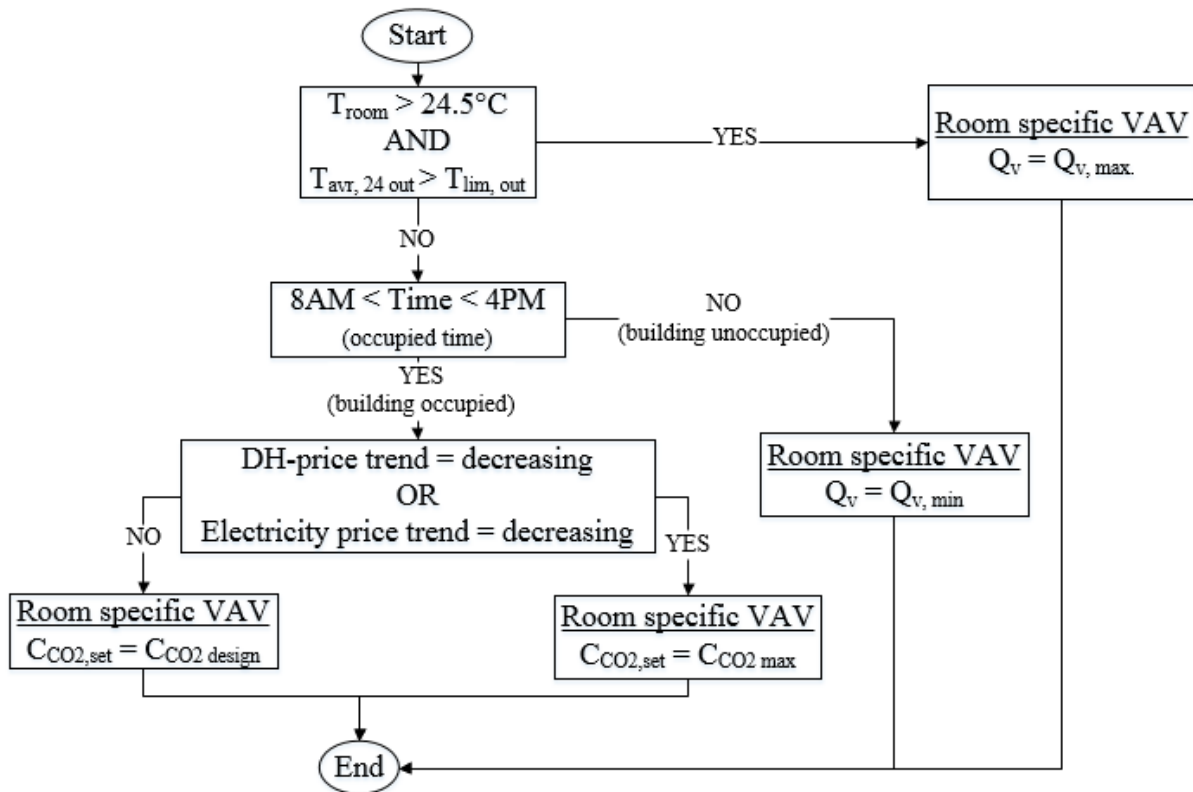 Start
T_room > 24.5°C
AND
T_avr, 24 out > T_lim, out
YES
Room specific VAV
Q_v = Q_v, max.
NO
8AM < Time < 4PM
(occupied time)
NO
(building unoccupied)
YES
(building occupied)
DH-price trend = decreasing
OR
Electricity price trend = decreasing
Room specific VAV
Q_v = Q_v, min
NO
YES
Room specific VAV
C_CO2,set = C_CO2 design
Room specific VAV
C_CO2,set = C_CO2 max
End